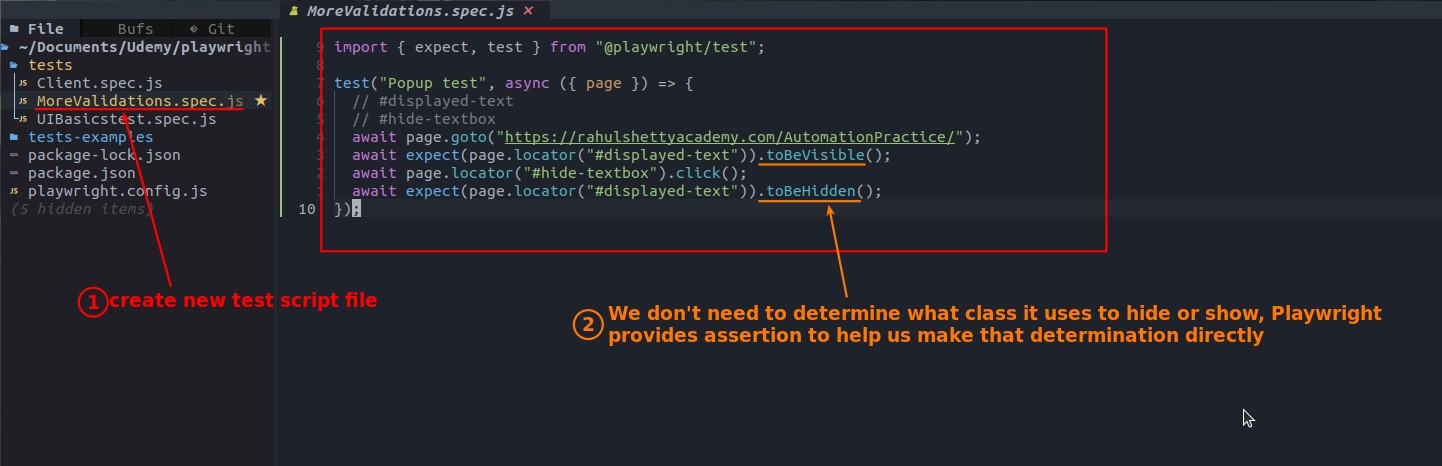 MoreValidations.spec.js ×
File Bufs Git
~/Documents/Udemy/playwright
tests
JS Client.spec.js
JS MoreValidations.spec.js ★
JS UIBasicstest.spec.js
tests-examples
package-lock.json
package.json
JS playwright.config.js
(5 hidden items)
9 import { expect, test } from "@playwright/test";
8
7 test("Popup test", async ({ page }) => {
6 // #displayed-text
5 // #hide-textbox
4 await page.goto("https://rahulshettyacademy.com/AutomationPractice/");
3 await expect(page.locator("#displayed-text")).toBeVisible();
2 await page.locator("#hide-textbox").click();
1 await expect(page.locator("#displayed-text")).toBeHidden();
10 });
1 create new test script file
2 We don't need to determine what class it uses to hide or show, Playwright
provides assertion to help us make that determination directly